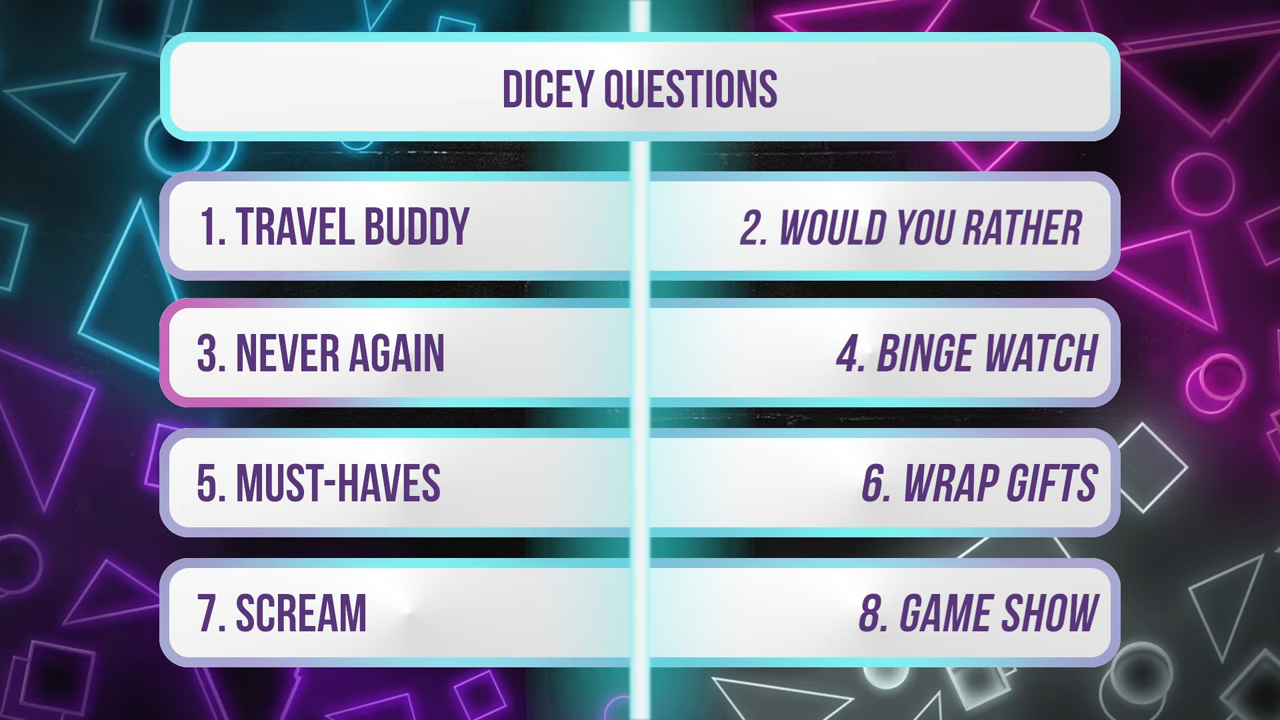 DICEY QUESTIONS
1. TRAVEL BUDDY
2. WOULD YOU RATHER
3. NEVER AGAIN
4. BINGE WATCH
5. MUST-HAVES
6. WRAP GIFTS
7. SCREAM
8. GAME SHOW